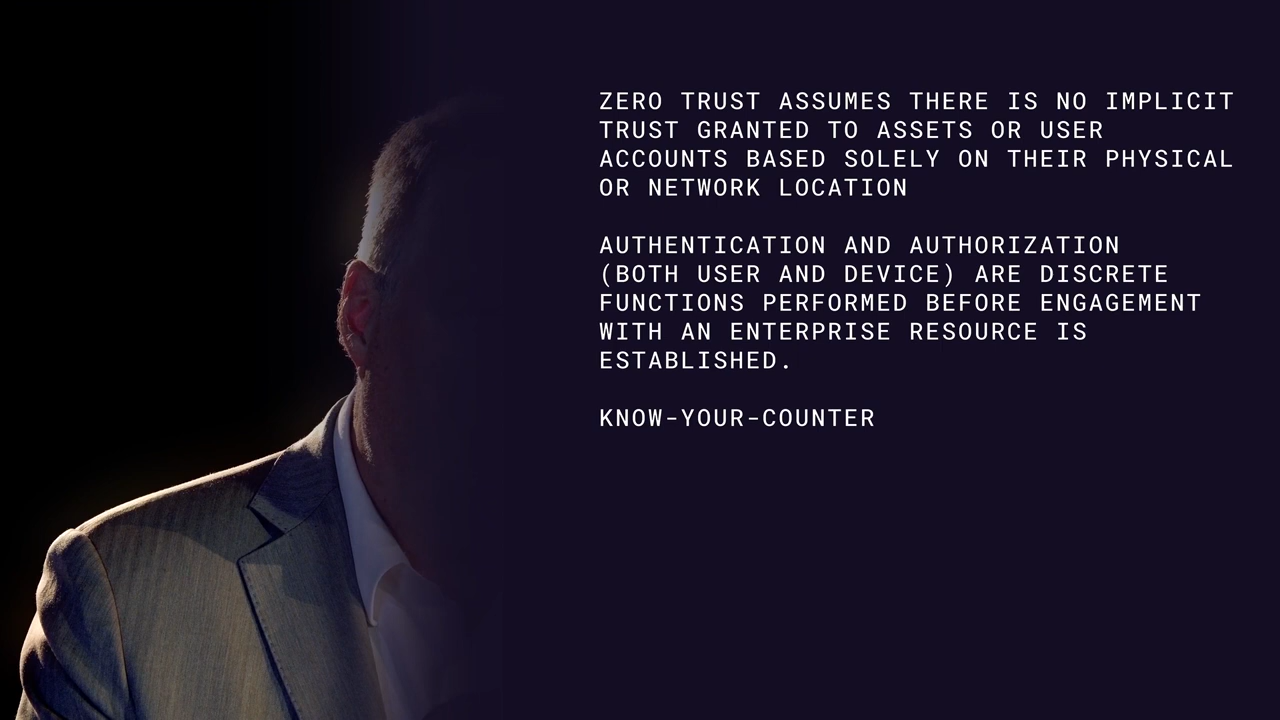 ZERO TRUST ASSUMES THERE IS NO IMPLICIT
TRUST GRANTED TO ASSETS OR USER
ACCOUNTS BASED SOLELY ON THEIR PHYSICAL
OR NETWORK LOCATION
AUTHENTICATION AND AUTHORIZATION
(BOTH USER AND DEVICE) ARE DISCRETE
FUNCTIONS PERFORMED BEFORE ENGAGEMENT
WITH AN ENTERPRISE RESOURCE IS
ESTABLISHED.
KNOW-YOUR-COUNTER